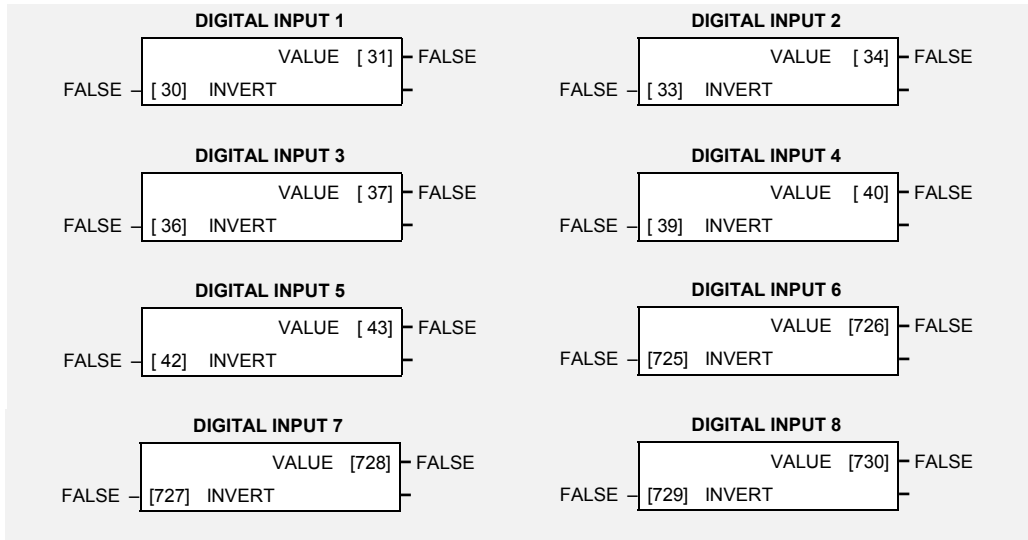 DIGITAL INPUT 1
VALUE [ 31] FALSE
FALSE [ 30] INVERT
DIGITAL INPUT 2
VALUE [ 34] FALSE
FALSE [ 33] INVERT
DIGITAL INPUT 3
VALUE [ 37] FALSE
FALSE [ 36] INVERT
DIGITAL INPUT 4
VALUE [ 40] FALSE
FALSE [ 39] INVERT
DIGITAL INPUT 5
VALUE [ 43] FALSE
FALSE [ 42] INVERT
DIGITAL INPUT 6
VALUE [726] FALSE
FALSE [725] INVERT
DIGITAL INPUT 7
VALUE [728] FALSE
FALSE [727] INVERT
DIGITAL INPUT 8
VALUE [730] FALSE
FALSE [729] INVERT